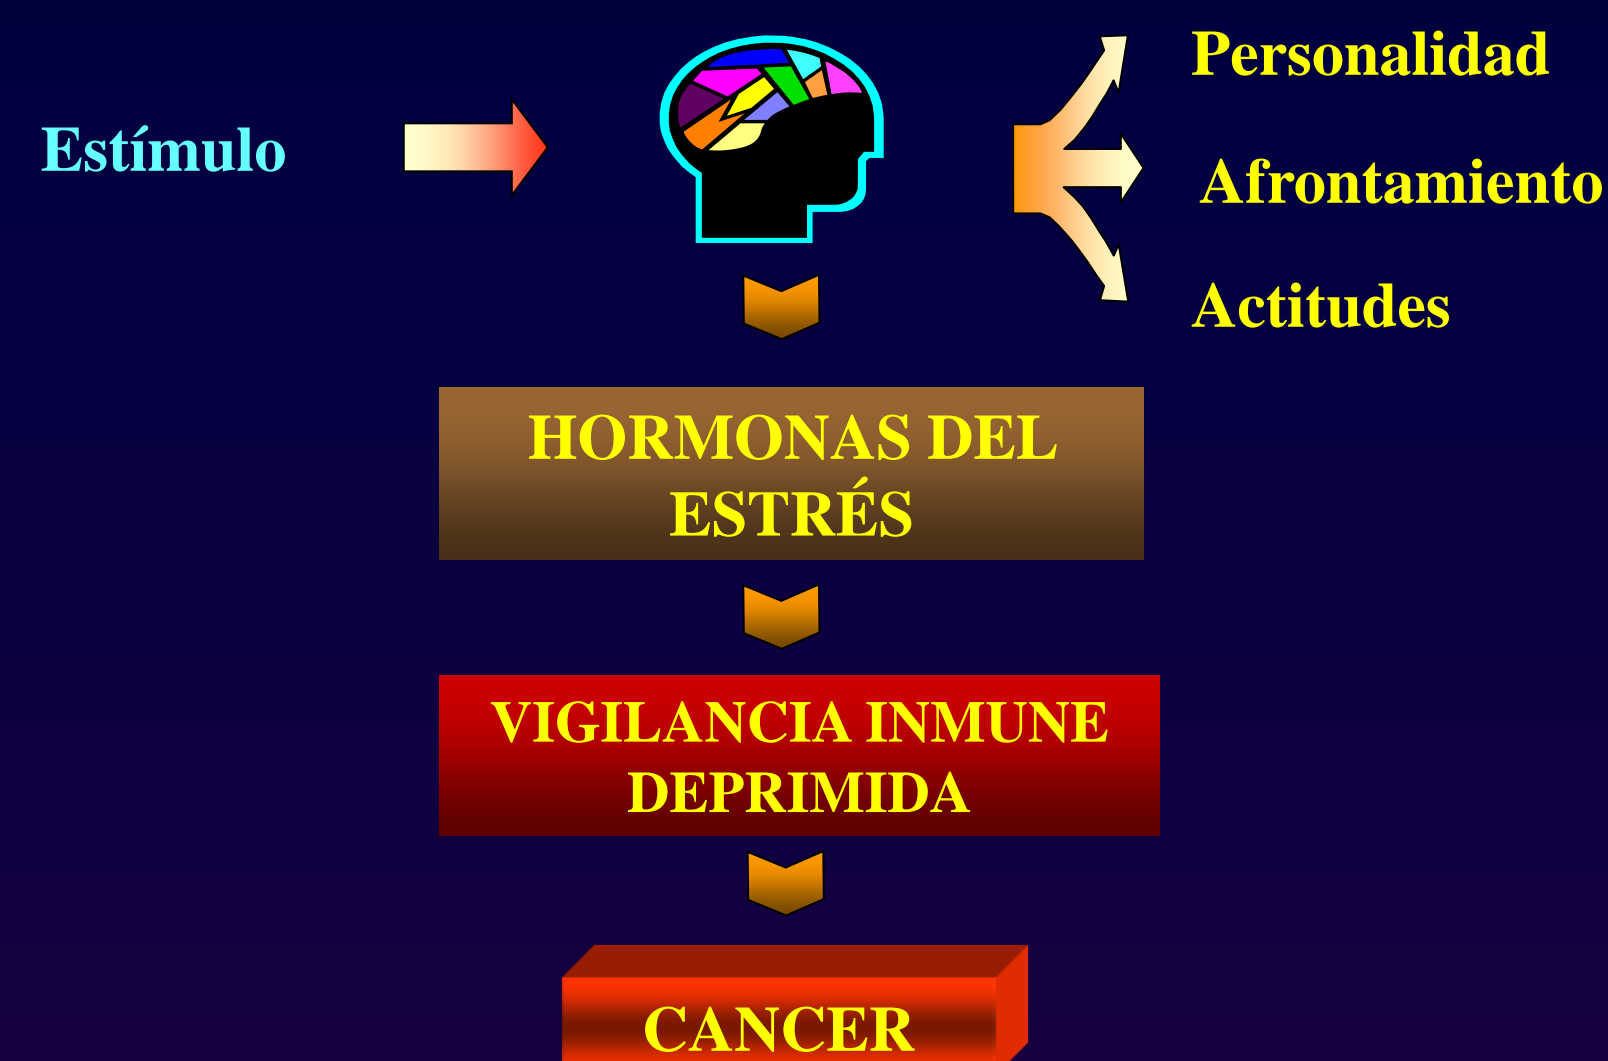 Estímulo
Personalidad
Afrontamiento
Actitudes
HORMONAS DEL
ESTRÉS
VIGILANCIA INMUNE
DEPRIMIDA
CANCER